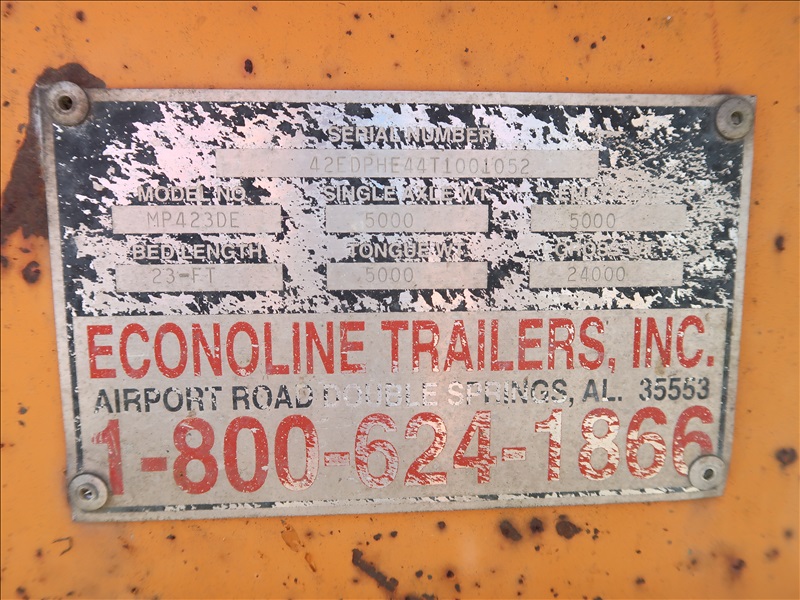 SERIAL NUMBER
42EDPHE44T1001052
MODEL NO. SINGLE AXLE WT.
MP423DE 5000 5000
BED LENGTH TONGUE WT.
23-FT 5000 24000
ECONOLINE TRAILERS, INC.
AIRPORT ROAD DOUBLE SPRINGS, AL. 35553
1-800-624-1866